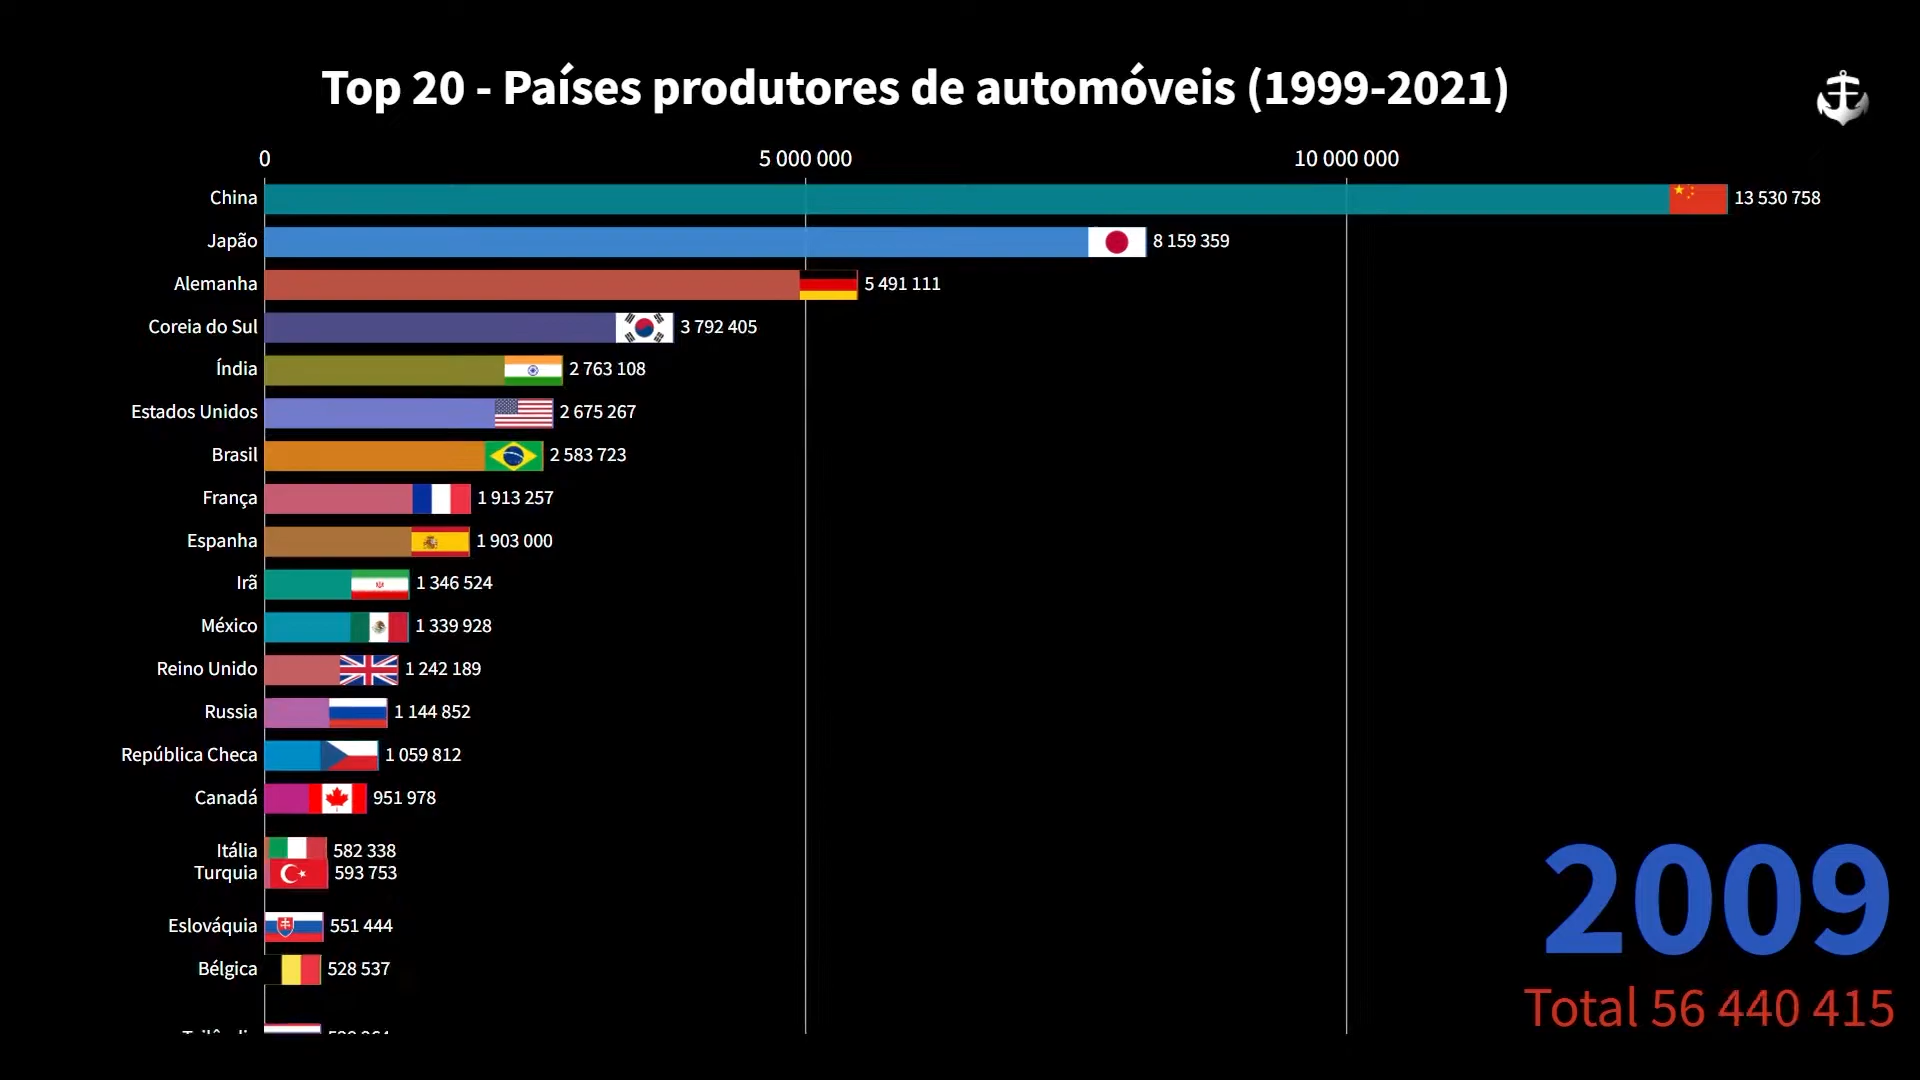 Top 20 - Países produtores de automóveis (1999-2021)
0 5 000 000 10 000 000
China 13 530 758
Japão 8 159 359
Alemanha 5 491 111
Coreia do Sul 3 792 405
Índia 2 763 108
Estados Unidos 2 675 267
Brasil 2 583 723
França 1 913 257
Espanha 1 903 000
Irã 1 346 524
México 1 339 928
Reino Unido 1 242 189
Russia 1 144 852
República Checa 1 059 812
Canadá 951 978
Itália 582 338
Turquia 593 753
Eslováquia 551 444
Bélgica 528 537
2009
Total 56 440 415